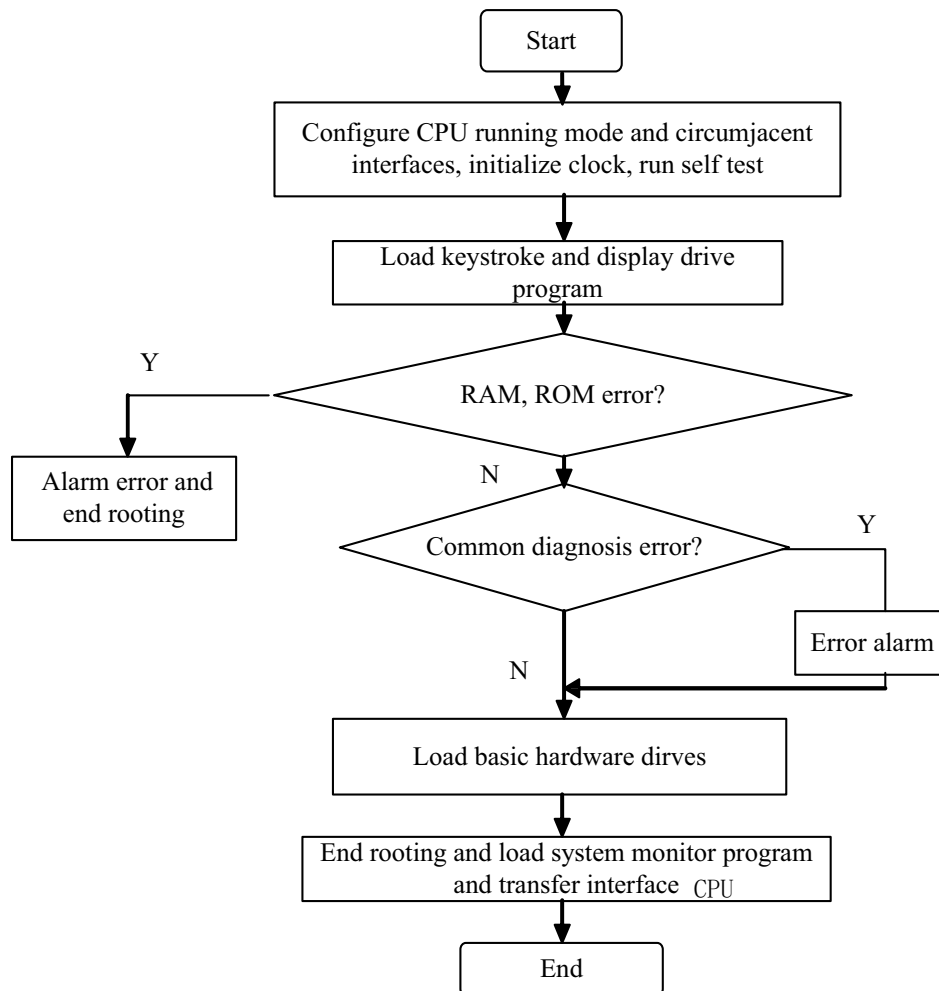 Start
Configure CPU running mode and circumjacent
interfaces, initialize clock, run self test
Load keystroke and display drive
program
Y
RAM, ROM error?
Alarm error and
end rooting
N
Y
Common diagnosis error?
Error alarm
N
Load basic hardware dirves
End rooting and load system monitor program
and transfer interface CPU
End